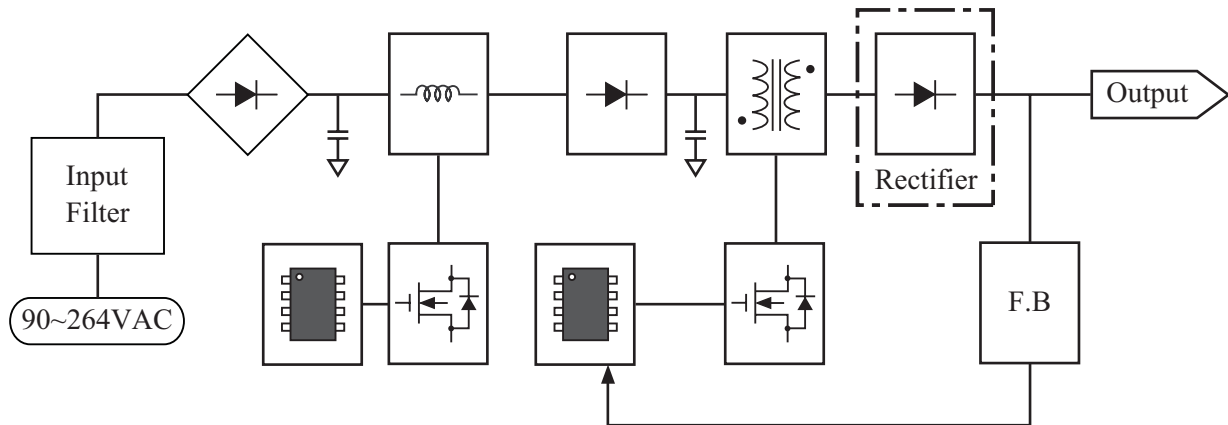 Input
Filter
90~264VAC
Rectifier
Output
F.B